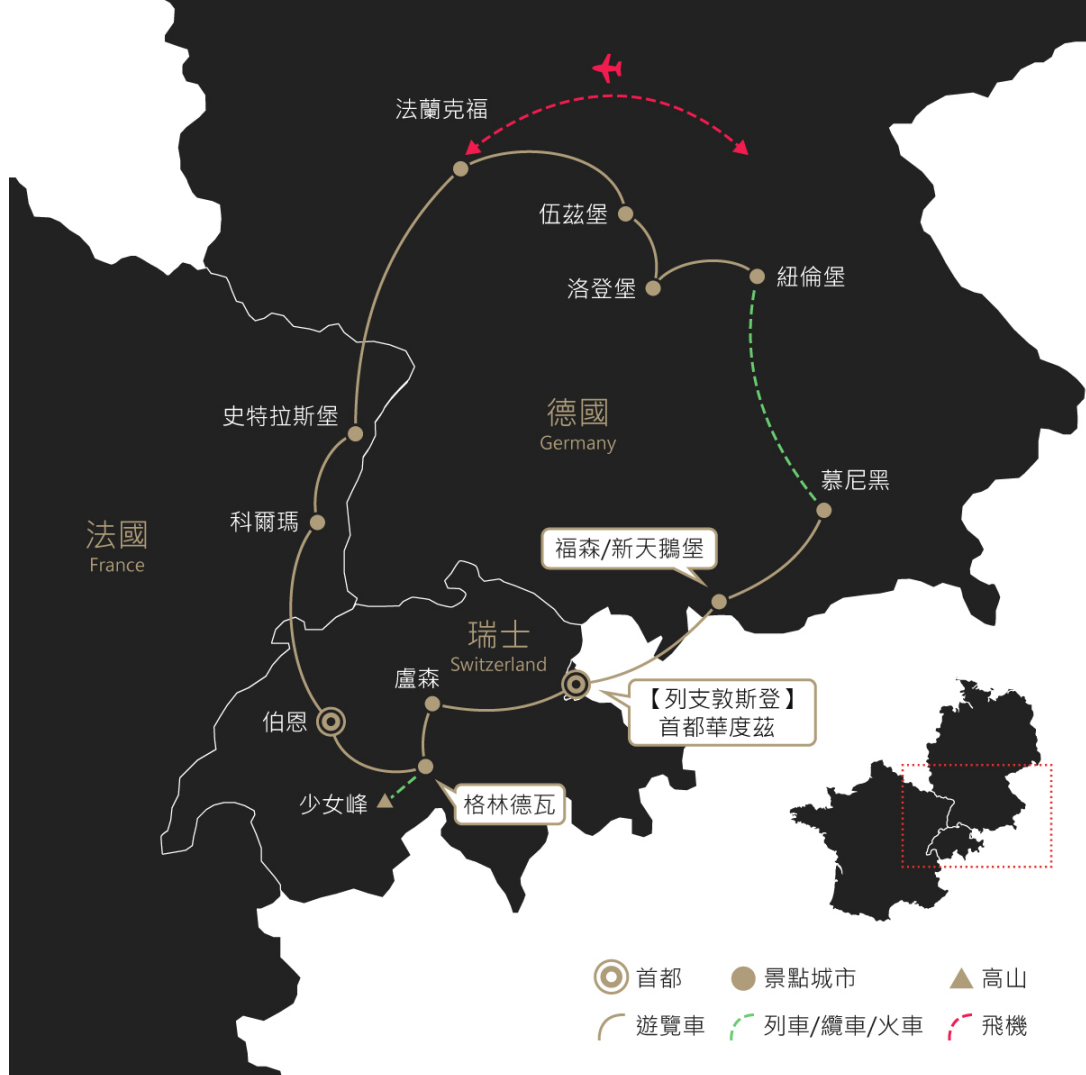 法蘭克福
伍茲堡
洛登堡
紐倫堡
史特拉斯堡
德國
Germany
慕尼黑
科爾瑪
法國
France
福森/新天鵝堡
瑞士
Switzerland
盧森
【列支敦斯登】
首都華度茲
伯恩
少女峰
格林德瓦
首都
景點城市
高山
遊覽車
列車/纜車/火車
飛機